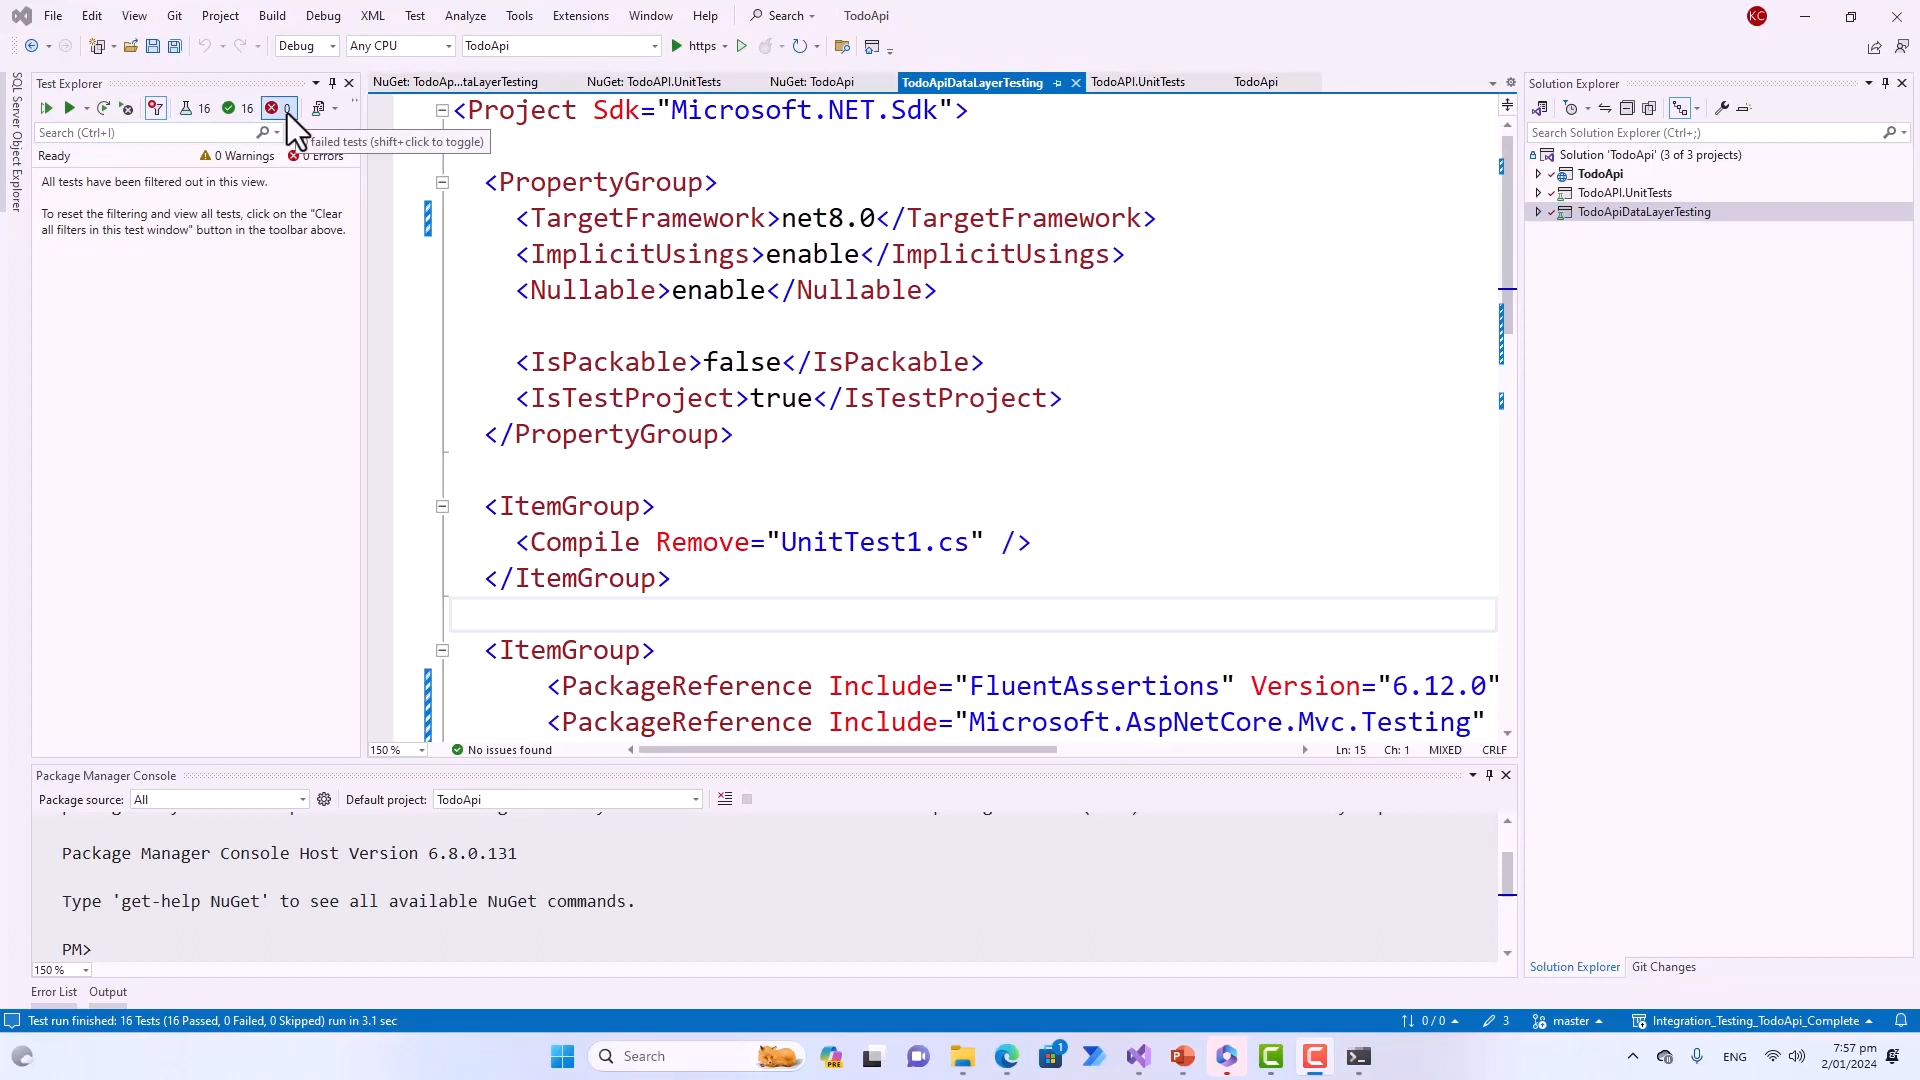 File Edit View Git Project Build Debug XML Test Analyze Tools Extensions Window Help Search TodoApi KC
Debug Any CPU TodoApi https
SQL Server Object Explorer
Test Explorer
16 16 0
Search (Ctrl+I)
failed tests (shift+click to toggle)
Ready 0 Warnings 0 Errors
All tests have been filtered out in this view.
To reset the filtering and view all tests, click on the "Clear
all filters in this test window" button in the toolbar above.
NuGet: TodoAp...taLayerTesting NuGet: TodoAPI.UnitTests NuGet: TodoApi TodoApiDataLayerTesting TodoAPI.UnitTests TodoApi
<Project Sdk="Microsoft.NET.Sdk">
<PropertyGroup>
<TargetFramework>net8.0</TargetFramework>
<ImplicitUsings>enable</ImplicitUsings>
<Nullable>enable</Nullable>
<IsPackable>false</IsPackable>
<IsTestProject>true</IsTestProject>
</PropertyGroup>
<ItemGroup>
<Compile Remove="UnitTest1.cs" />
</ItemGroup>
<ItemGroup>
<PackageReference Include="FluentAssertions" Version="6.12.0"
<PackageReference Include="Microsoft.AspNetCore.Mvc.Testing"
150 % No issues found Ln: 15 Ch: 1 MIXED CRLF
Solution Explorer
Search Solution Explorer (Ctrl+;)
Solution 'TodoApi' (3 of 3 projects)
TodoApi
TodoAPI.UnitTests
TodoApiDataLayerTesting
Solution Explorer Git Changes
Package Manager Console
Package source: All Default project: TodoApi
Package Manager Console Host Version 6.8.0.131
Type 'get-help NuGet' to see all available NuGet commands.
PM>
150 %
Error List Output
Test run finished: 16 Tests (16 Passed, 0 Failed, 0 Skipped) run in 3.1 sec 0 / 0 3 master Integration_Testing_TodoApi_Complete
Search PRE 1 ENG 7:57 pm
2/01/2024